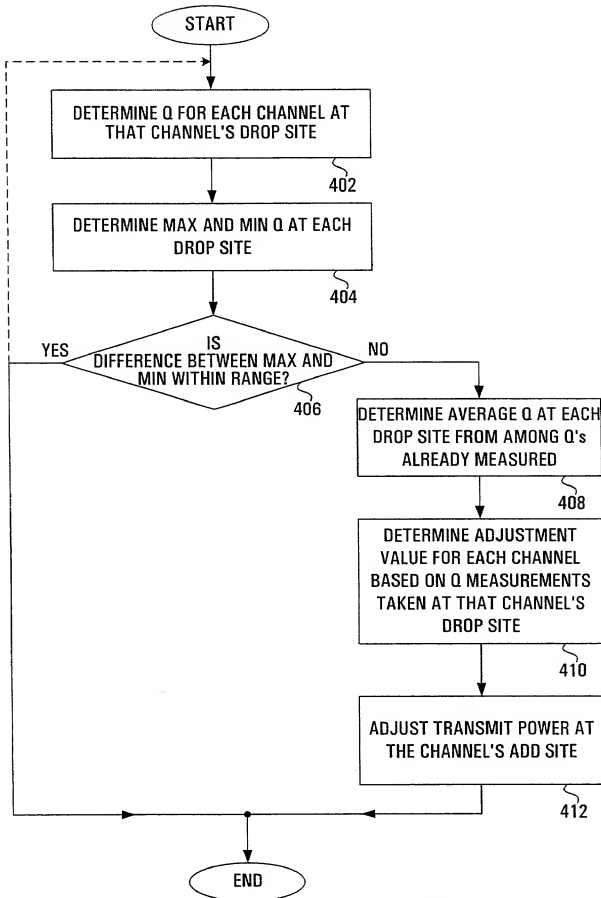 START
DETERMINE Q FOR EACH CHANNEL AT
THAT CHANNEL'S DROP SITE
402
DETERMINE MAX AND MIN Q AT EACH
DROP SITE
404
YES
IS
DIFFERENCE BETWEEN MAX AND
MIN WITHIN RANGE?
NO
406
DETERMINE AVERAGE Q AT EACH
DROP SITE FROM AMONG Q's
ALREADY MEASURED
408
DETERMINE ADJUSTMENT
VALUE FOR EACH CHANNEL
BASED ON Q MEASUREMENTS
TAKEN AT THAT CHANNEL'S
DROP SITE
410
ADJUST TRANSMIT POWER AT
THE CHANNEL'S ADD SITE
412
END